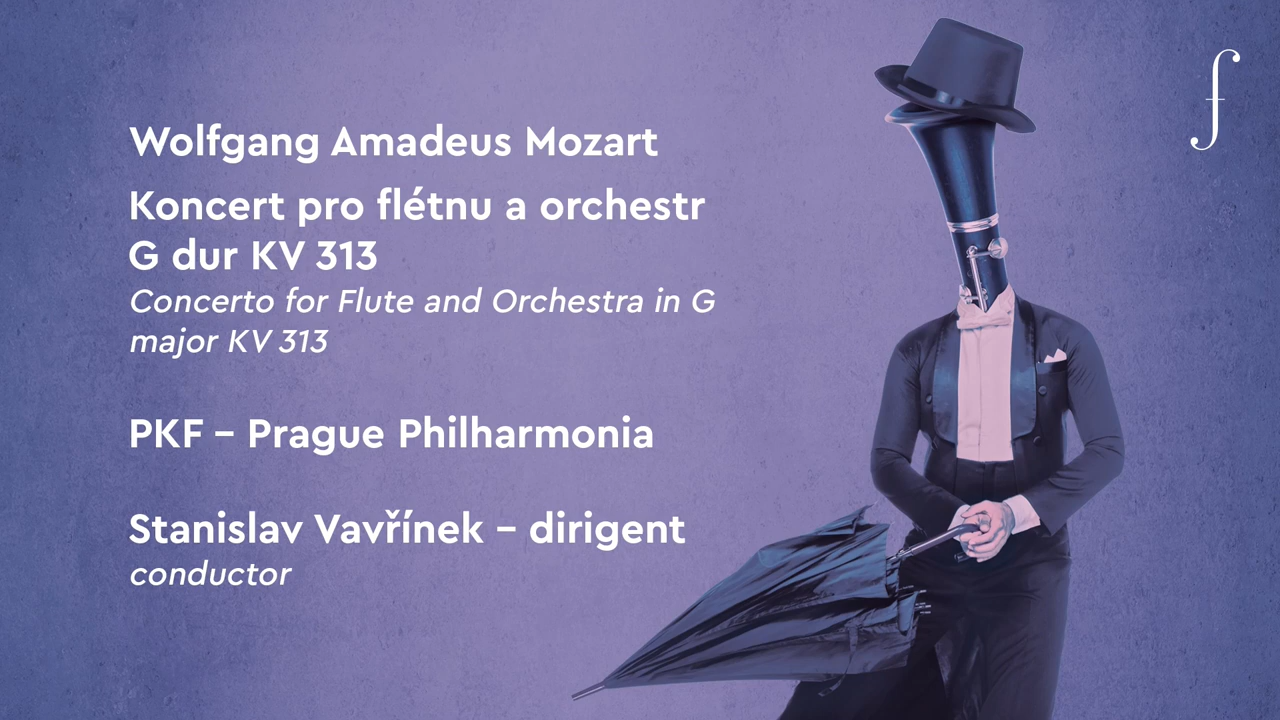 Wolfgang Amadeus Mozart
Koncert pro flétnu a orchestr
G dur KV 313
Concerto for Flute and Orchestra in G
major KV 313
PKF – Prague Philharmonia
Stanislav Vavřínek – dirigent
conductor
f